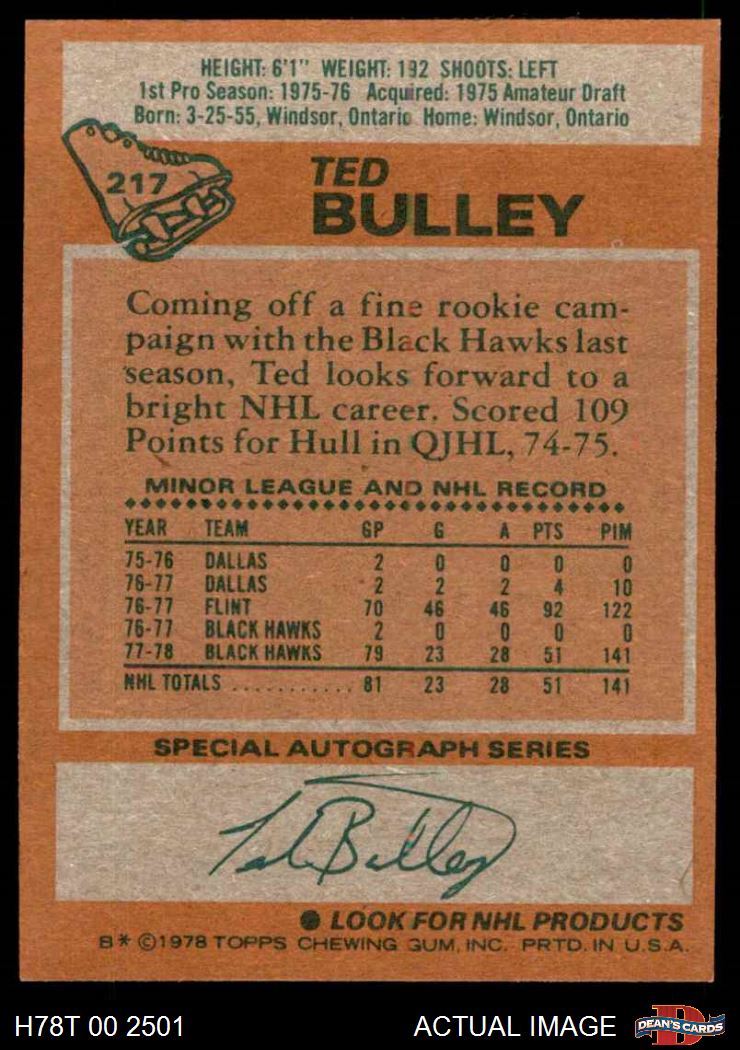 HEIGHT: 6'1" WEIGHT: 192 SHOOTS: LEFT
1st Pro Season: 1975-76 Acquired: 1975 Amateur Draft
Born: 3-25-55, Windsor, Ontario Home: Windsor, Ontario
217
TED
BULLEY
Coming off a fine rookie cam-
paign with the Black Hawks last
season, Ted looks forward to a
bright NHL career. Scored 109
Points for Hull in QJHL, 74-75.
MINOR LEAGUE AND NHL RECORD
YEAR TEAM GP G A PTS PIM
75-76 DALLAS 2 0 0 0 0
76-77 DALLAS 2 2 2 4 10
76-77 FLINT 70 46 46 92 122
76-77 BLACK HAWKS 2 0 0 0 0
77-78 BLACK HAWKS 79 23 28 51 141
NHL TOTALS ........... 81 23 28 51 141
SPECIAL AUTOGRAPH SERIES
Ted Bulley
● LOOK FOR NHL PRODUCTS
B* ©1978 TOPPS CHEWING GUM, INC. PRTD. IN U.S.A.
H78T 00 2501 ACTUAL IMAGE D DEAN'S CARDS